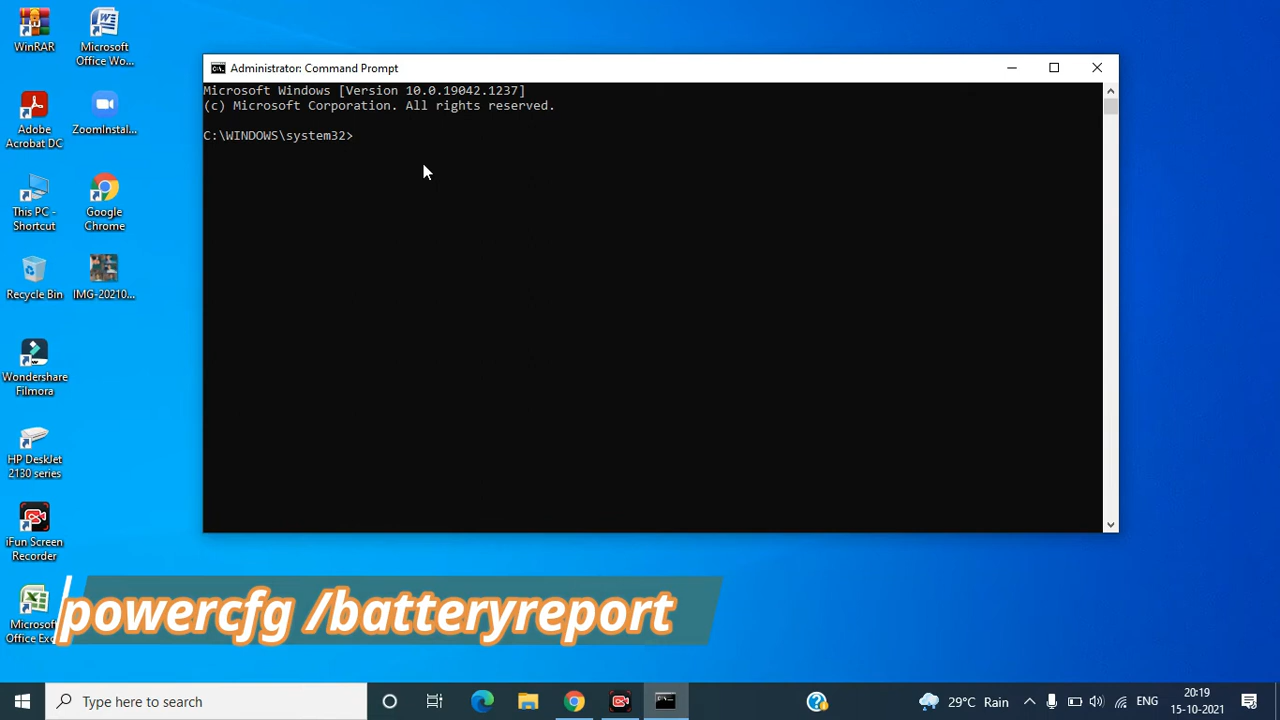 WinRAR
Microsoft
Office Wo...
Adobe
Acrobat DC
ZoomInstal...
This PC -
Shortcut
Google
Chrome
Recycle Bin
IMG-20210...
Wondershare
Filmora
HP DeskJet
2130 series
iFun Screen
Recorder
Administrator: Command Prompt
Microsoft Windows [Version 10.0.19042.1237]
(c) Microsoft Corporation. All rights reserved.
C:\WINDOWS\system32>
powercfg /batteryreport
Type here to search
29°C Rain
ENG
20:19
15-10-2021